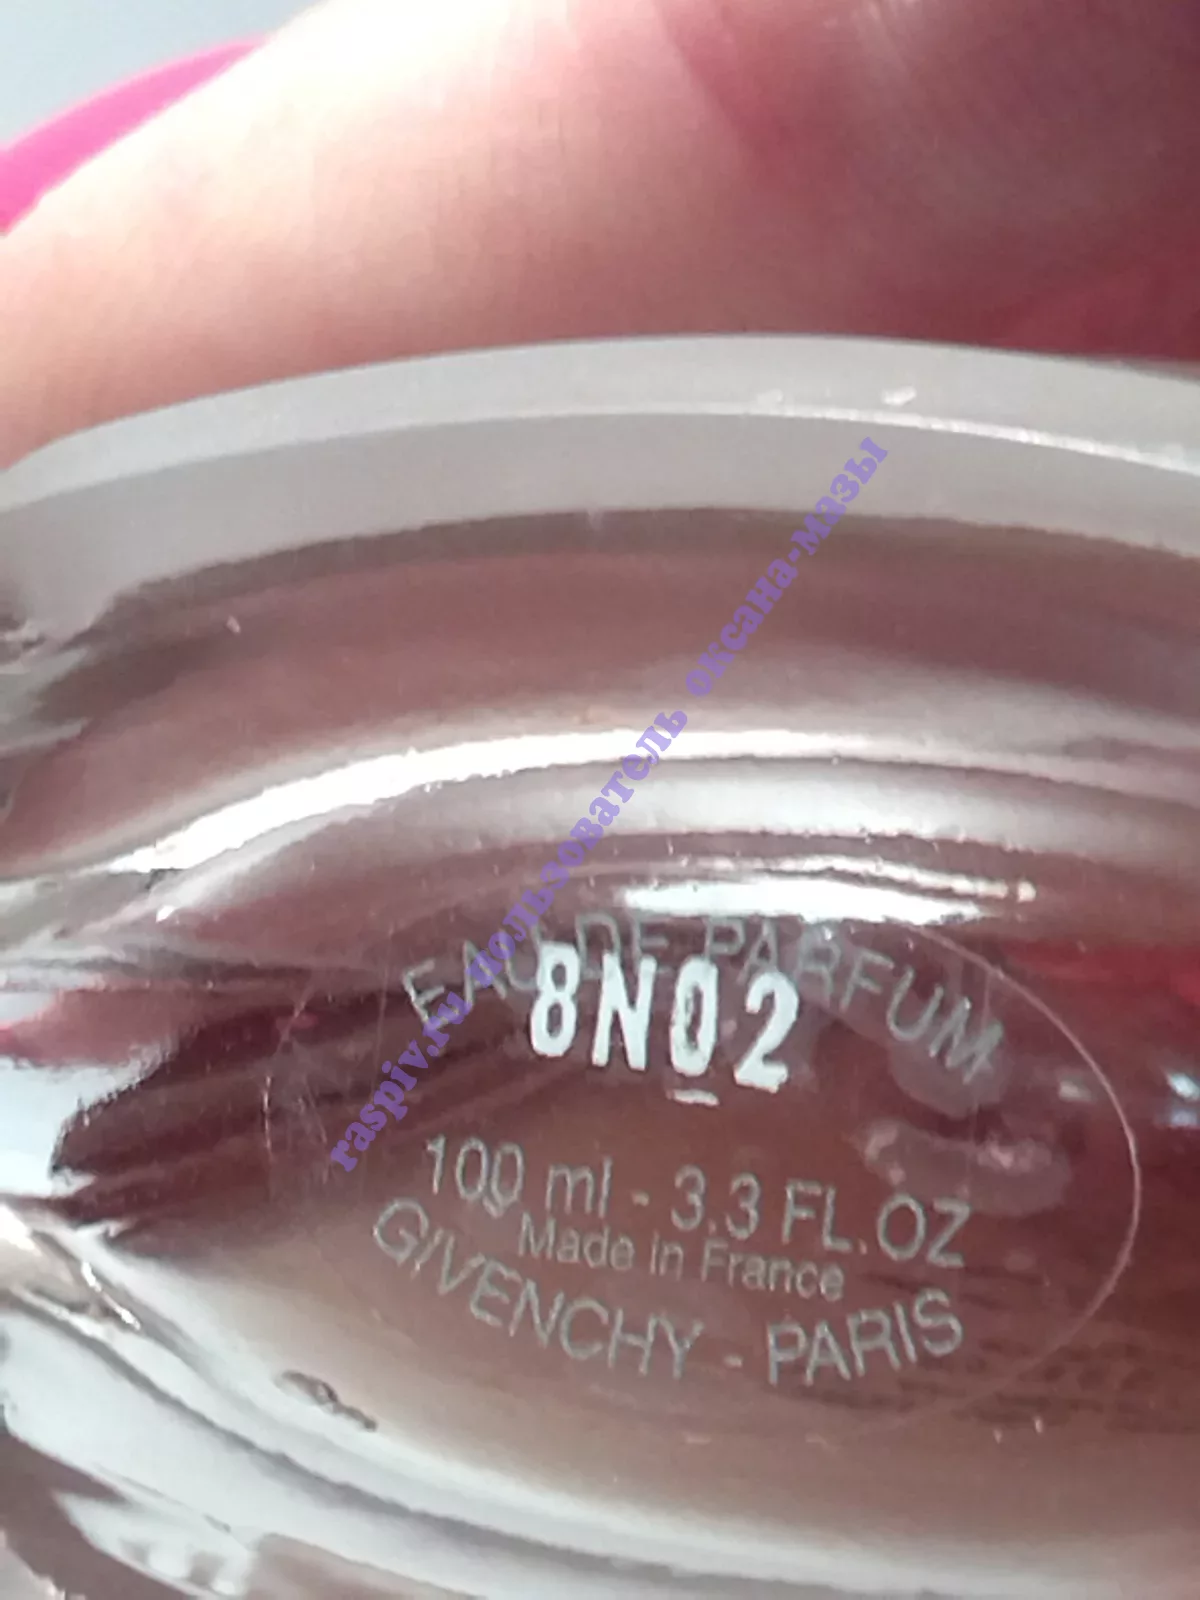 EAU DE PARFUM
8N02
100 ml - 3.3 FL.OZ
Made in France
GIVENCHY - PARIS
raspiv.ru пользователь оксана-мазы